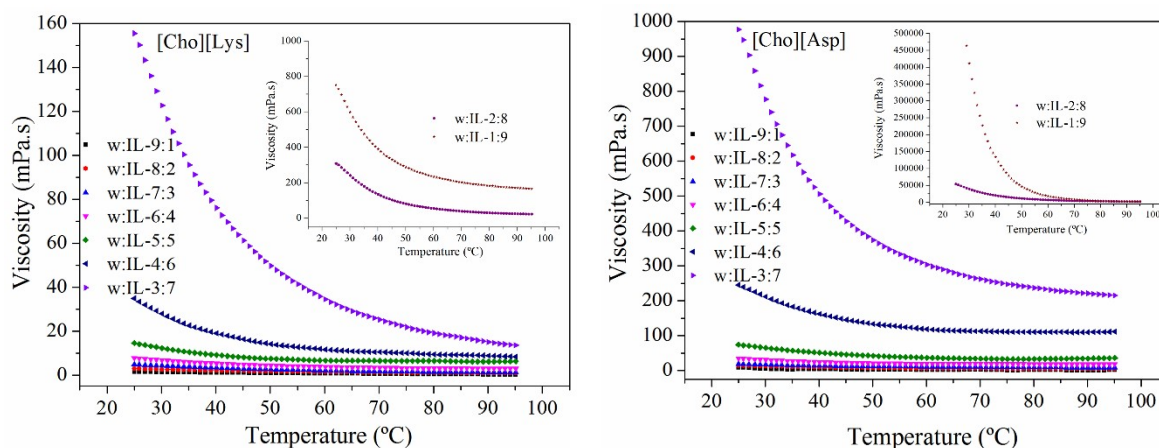 160
140
120
100
80
60
40
20
0
Viscosity (mPa.s)
[Cho][Lys]
w:IL-9:1
w:IL-8:2
w:IL-7:3
w:IL-6:4
w:IL-5:5
w:IL-4:6
w:IL-3:7
1000
800
600
400
200
0
Viscosity (mPa.s)
w:IL-2:8
w:IL-1:9
20 30 40 50 60 70 80 90 100
Temperature (ºC)
20 30 40 50 60 70 80 90 100
Temperature (ºC)
1000
900
800
700
600
500
400
300
200
100
0
Viscosity (mPa.s)
[Cho][Asp]
w:IL-9:1
w:IL-8:2
w:IL-7:3
w:IL-6:4
w:IL-5:5
w:IL-4:6
w:IL-3:7
500000
450000
400000
350000
300000
250000
200000
150000
100000
50000
0
Viscosity (mPa.s)
w:IL-2:8
w:IL-1:9
20 30 40 50 60 70 80 90 100
Temperature (ºC)
20 30 40 50 60 70 80 90 100
Temperature (ºC)